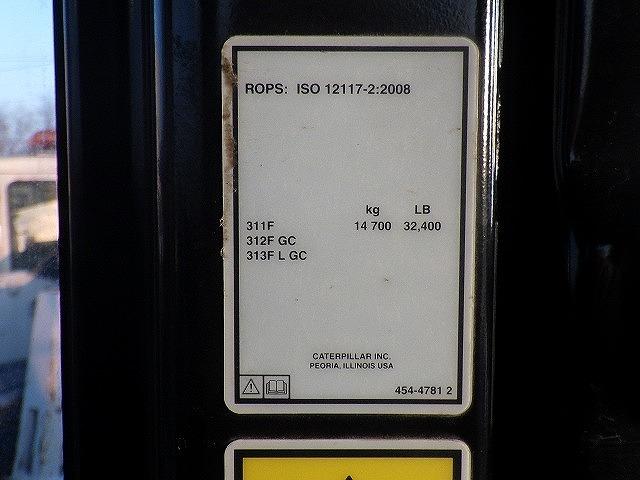 ROPS: ISO 12117-2:2008
kg LB
311F 14 700 32,400
312F GC
313F L GC
CATERPILLAR INC.
PEORIA, ILLINOIS USA
454-4781 2